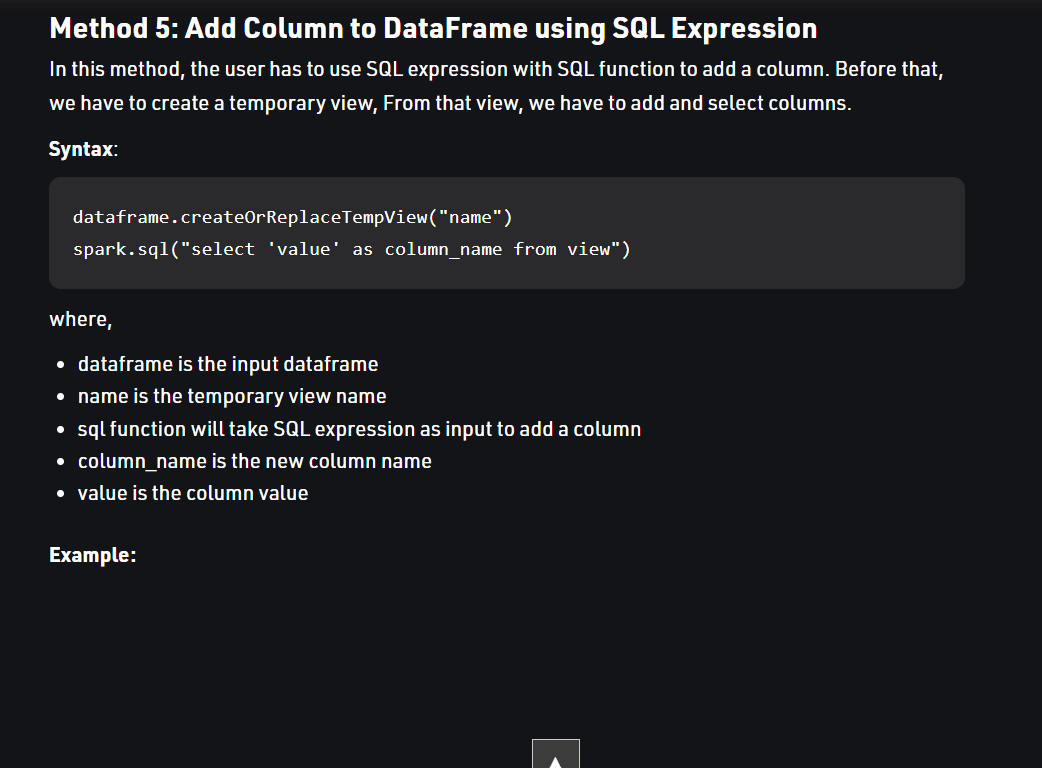 Method 5: Add Column to DataFrame using SQL Expression
In this method, the user has to use SQL expression with SQL function to add a column. Before that,
we have to create a temporary view, From that view, we have to add and select columns.
Syntax:
dataframe.createOrReplaceTempView("name")
spark.sql("select 'value' as column_name from view")
where,
• dataframe is the input dataframe
• name is the temporary view name
• sql function will take SQL expression as input to add a column
• column_name is the new column name
• value is the column value
Example: